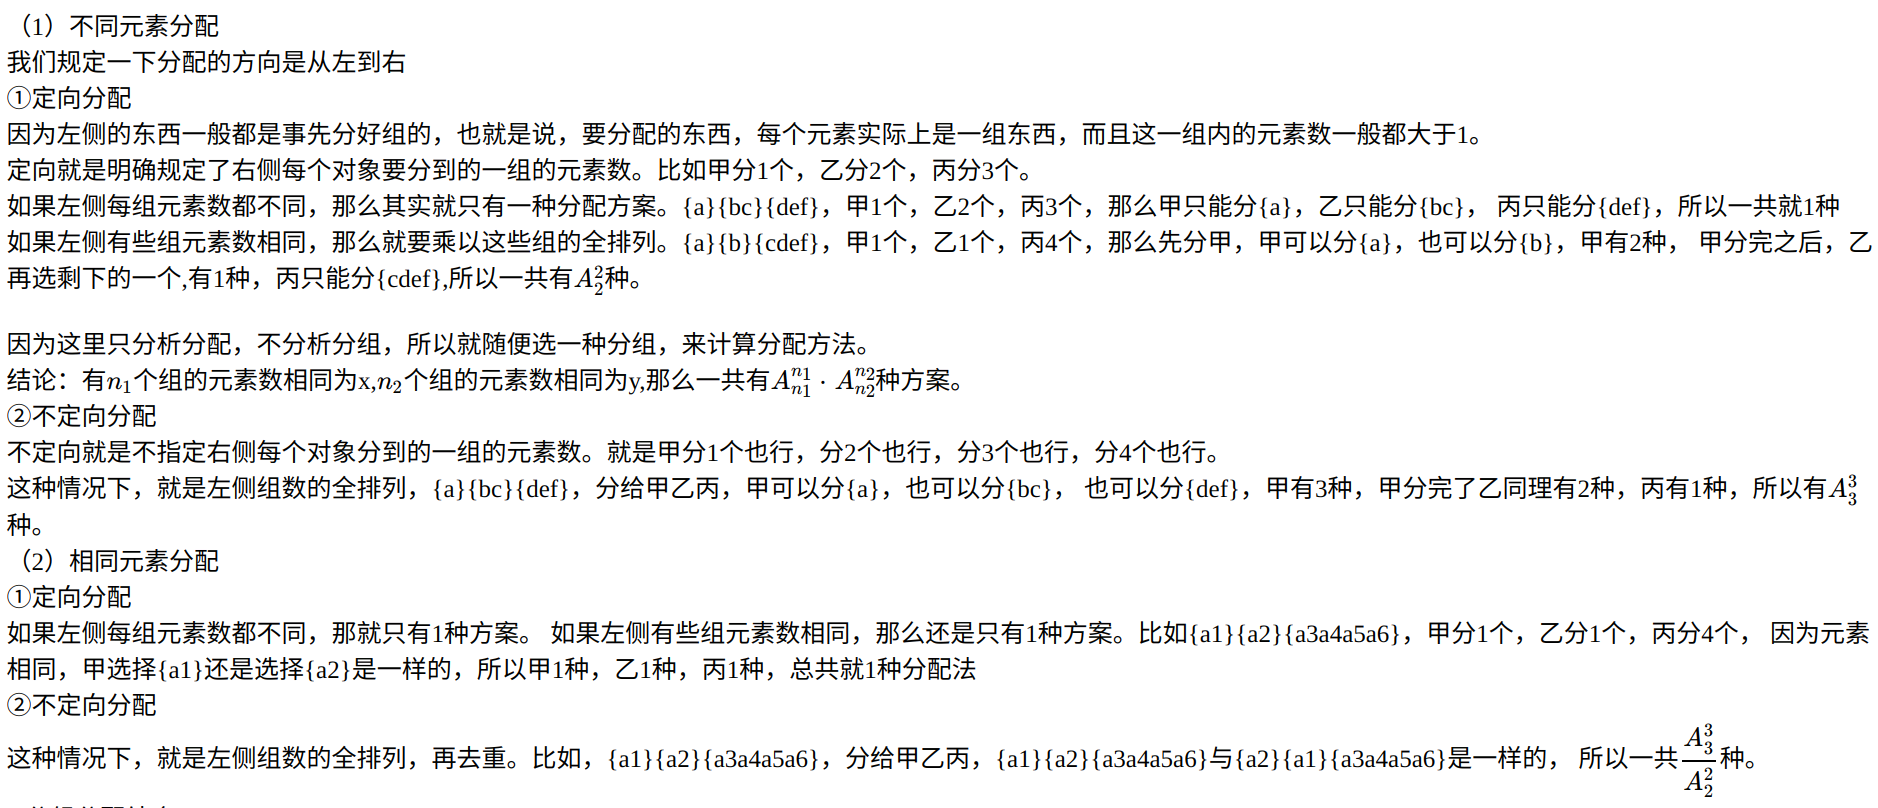 （1）不同元素分配
我们规定一下分配的方向是从左到右
①定向分配
因为左侧的东西一般都是事先分好组的，也就是说，要分配的东西，每个元素实际上是一组东西，而且这一组内的元素数一般都大于1。
定向就是明确规定了右侧每个对象要分到的一组的元素数。比如甲分1个，乙分2个，丙分3个。
如果左侧每组元素数都不同，那么其实就只有一种分配方案。{a}{bc}{def}，甲1个，乙2个，丙3个，那么甲只能分{a}，乙只能分{bc}， 丙只能分{def}，所以一共就1种
如果左侧有些组元素数相同，那么就要乘以这些组的全排列。{a}{b}{cdef}，甲1个，乙1个，丙4个，那么先分甲，甲可以分{a}，也可以分{b}，甲有2种， 甲分完之后，乙
再选剩下的一个,有1种，丙只能分{cdef},所以一共有$A_2^2$种。
因为这里只分析分配，不分析分组，所以就随便选一种分组，来计算分配方法。
结论：有$n_1$个组的元素数相同为x,$n_2$个组的元素数相同为y,那么一共有$A_{n1}^{n1} \cdot A_{n2}^{n2}$种方案。
②不定向分配
不定向就是不指定右侧每个对象分到的一组的元素数。就是甲分1个也行，分2个也行，分3个也行，分4个也行。
这种情况下，就是左侧组数的全排列，{a}{bc}{def}，分给甲乙丙，甲可以分{a}，也可以分{bc}， 也可以分{def}，甲有3种，甲分完了乙同理有2种，丙有1种，所以有$A_3^3$
种。
（2）相同元素分配
①定向分配
如果左侧每组元素数都不同，那就只有1种方案。 如果左侧有些组元素数相同，那么还是只有1种方案。比如{a1}{a2}{a3a4a5a6}，甲分1个，乙分1个，丙分4个， 因为元素
相同，甲选择{a1}还是选择{a2}是一样的，所以甲1种，乙1种，丙1种，总共就1种分配法
②不定向分配
这种情况下，就是左侧组数的全排列，再去重。比如，{a1}{a2}{a3a4a5a6}，分给甲乙丙，{a1}{a2}{a3a4a5a6}与{a2}{a1}{a3a4a5a6}是一样的， 所以一共$\frac{A_3^3}{A_2^2}$种。